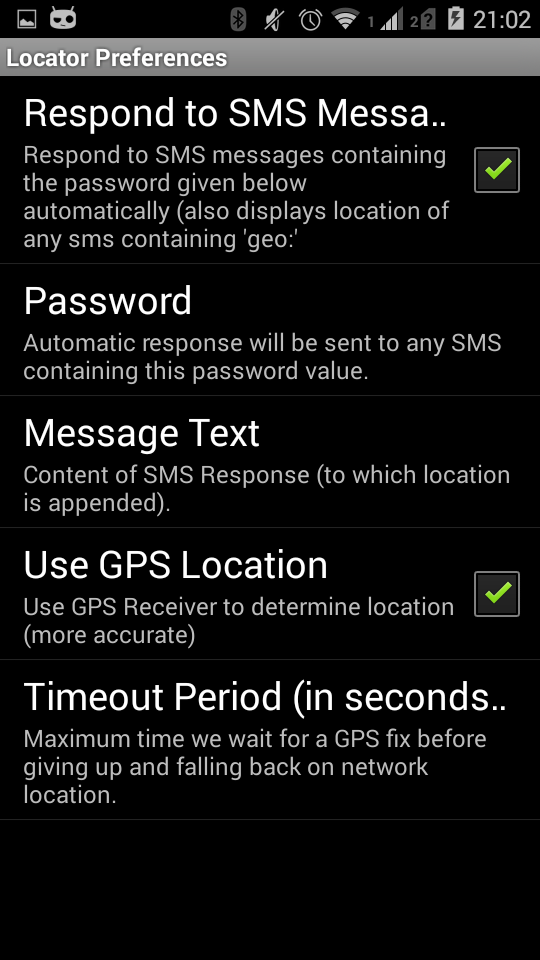 1 2 ? 21:02
Locator Preferences
Respond to SMS Messa..
Respond to SMS messages containing
the password given below
automatically (also displays location of
any sms containing 'geo:'
Password
Automatic response will be sent to any SMS
containing this password value.
Message Text
Content of SMS Response (to which location
is appended).
Use GPS Location
Use GPS Receiver to determine location
(more accurate)
Timeout Period (in seconds..
Maximum time we wait for a GPS fix before
giving up and falling back on network
location.